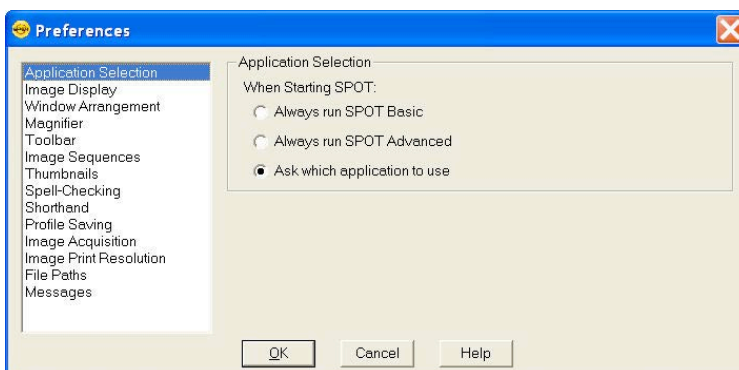 Preferences
Application Selection
Image Display
Window Arrangement
Magnifier
Toolbar
Image Sequences
Thumbnails
Spell-Checking
Shorthand
Profile Saving
Image Acquisition
Image Print Resolution
File Paths
Messages
Application Selection
When Starting SPOT:
Always run SPOT Basic
Always run SPOT Advanced
Ask which application to use
OK
Cancel
Help